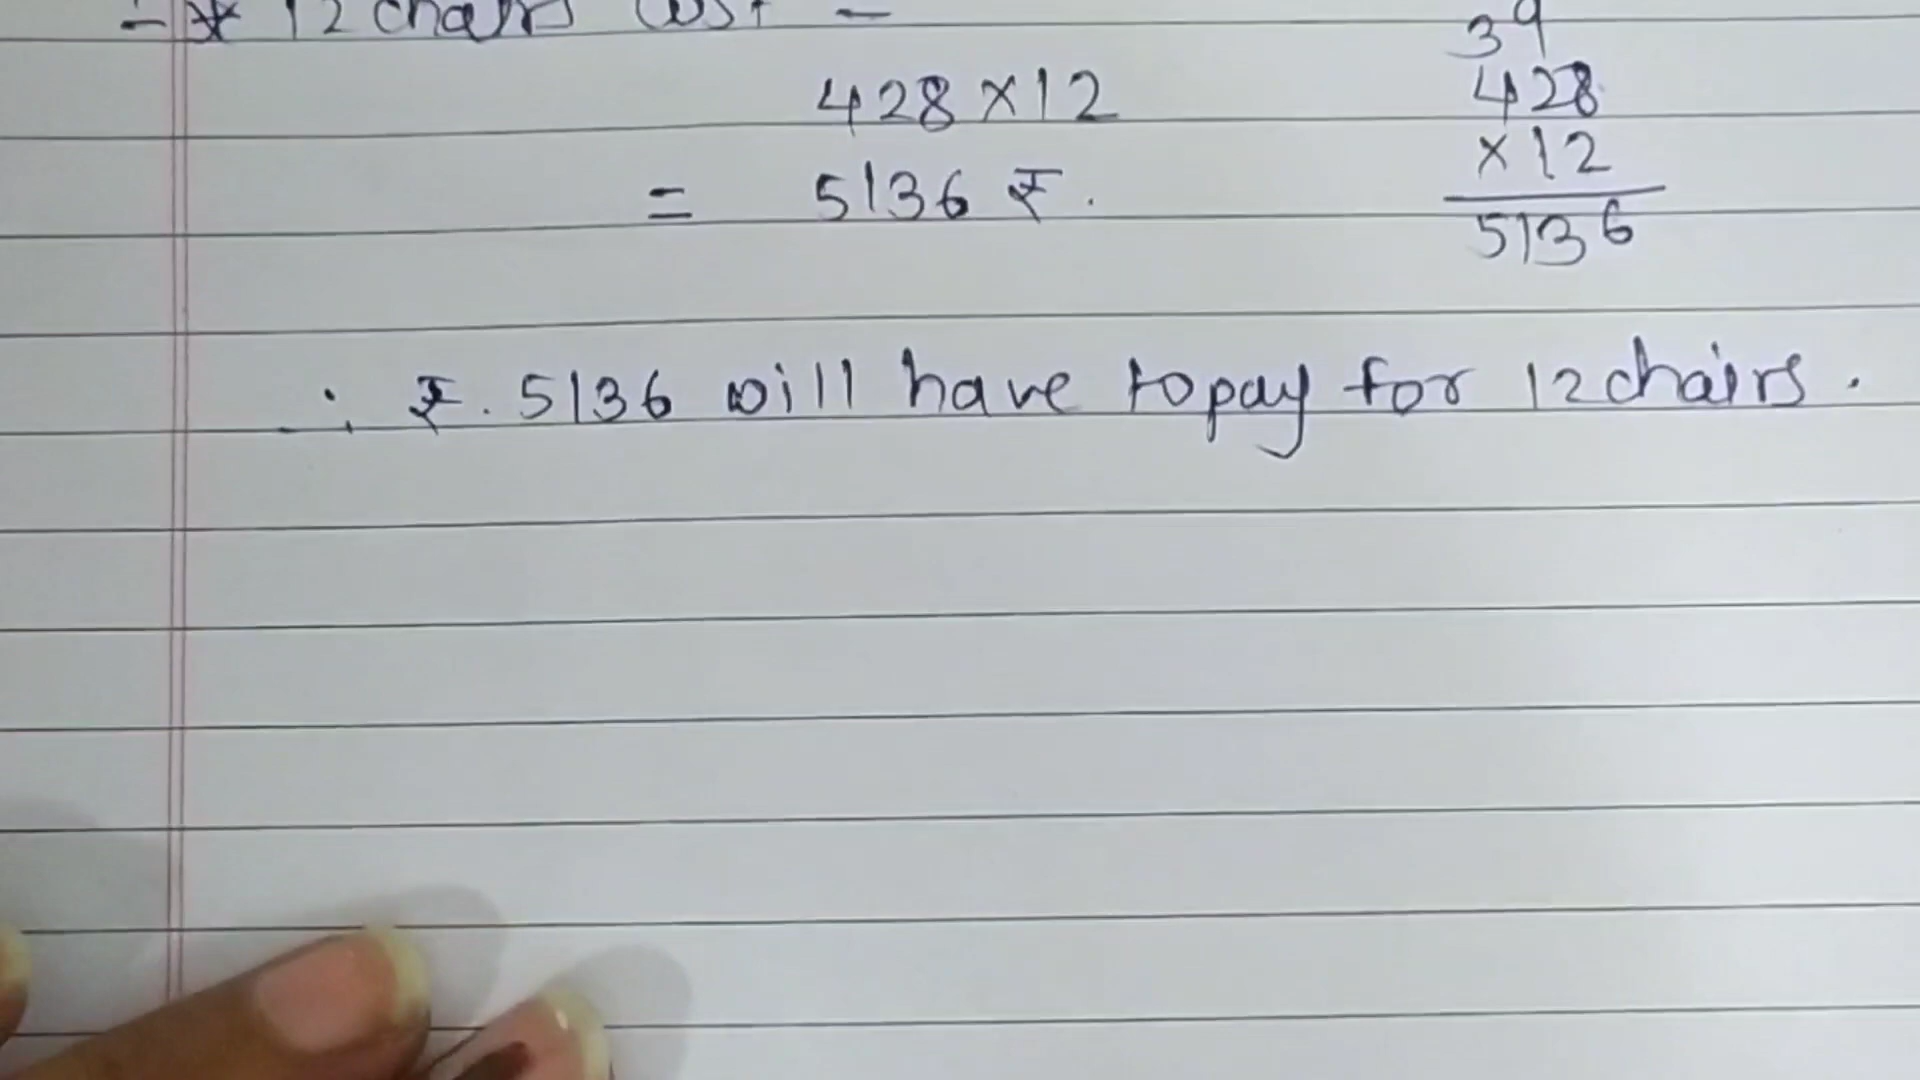 ∴ 12 chairs cost -
428 × 12
= 5136 ₹.
39
428
× 12
5136
∴ ₹. 5136 will have to pay for 12 chairs.